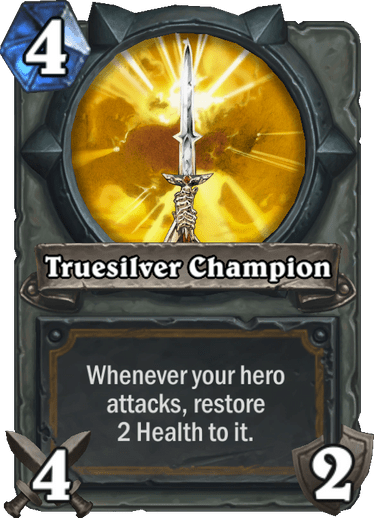 4
Truesilver Champion
Whenever your hero
attacks, restore
2 Health to it.
4
2